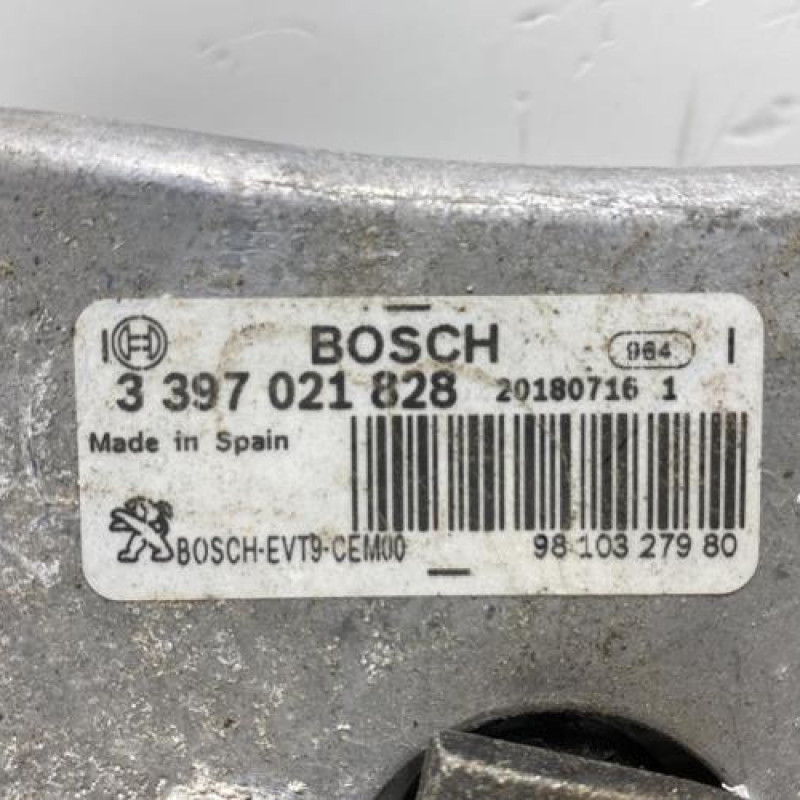 BOSCH 964
3 397 021 828 20180716 1
Made in Spain
BOSCH-EVT9-CEM00 98 103 279 80